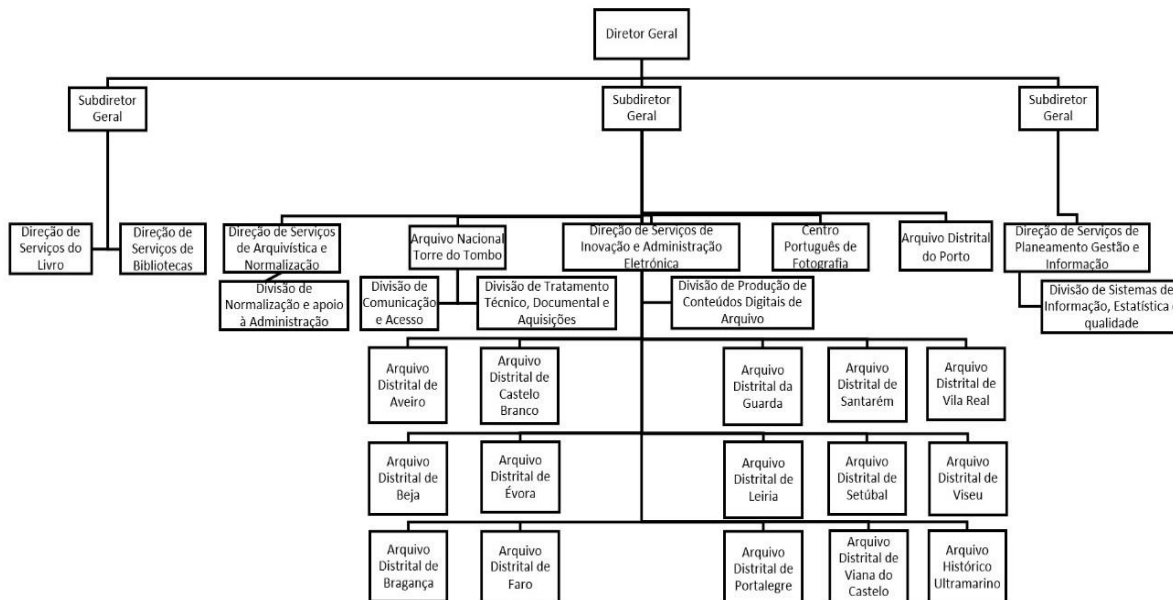 Diretor Geral
Subdiretor
Geral
Subdiretor
Geral
Subdiretor
Geral
Direção de
Serviços do
Livro
Direção de
Serviços de
Bibliotecas
Direção de Serviços
de Arquivística e
Normalização
Arquivo Nacional
Torre do Tombo
Direção de Serviços de
Inovação e Administração
Eletrónica
Centro
Português de
Fotografia
Arquivo Distrital
do Porto
Direção de Serviços de
Planeamento Gestão e
Informação
Divisão de
Normalização e apoio
à Administração
Divisão de
Comunicação
e Acesso
Divisão de Tratamento
Técnico, Documental e
Aquisições
Divisão de Produção de
Conteúdos Digitais de
Arquivo
Divisão de Sistemas de
Informação, Estatística e
qualidade
Arquivo
Distrital de
Aveiro
Arquivo
Distrital de
Castelo
Branco
Arquivo
Distrital da
Guarda
Arquivo
Distrital de
Santarém
Arquivo
Distrital de
Vila Real
Arquivo
Distrital de
Beja
Arquivo
Distrital de
Évora
Arquivo
Distrital de
Leiria
Arquivo
Distrital de
Setúbal
Arquivo
Distrital de
Viseu
Arquivo
Distrital de
Bragança
Arquivo
Distrital de
Faro
Arquivo
Distrital de
Portalegre
Arquivo
Distrital de
Viana do
Castelo
Arquivo
Histórico
Ultramarino